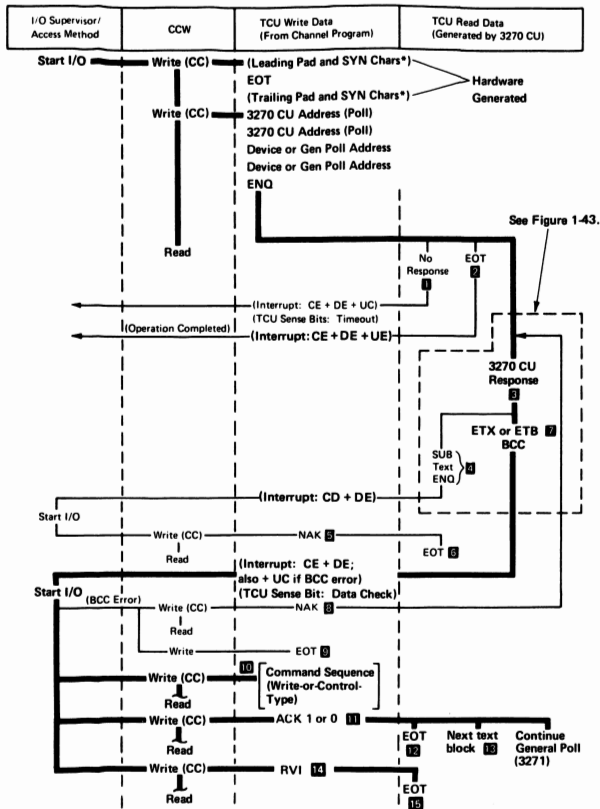 I/O Supervisor/
Access Method
CCW
TCU Write Data
(From Channel Program)
TCU Read Data
(Generated by 3270 CU)
Start I/O
Write (CC)
(Leading Pad and SYN Chars*)
EOT
(Trailing Pad and SYN Chars*)
Hardware
Generated
Write (CC)
3270 CU Address (Poll)
3270 CU Address (Poll)
Device or Gen Poll Address
Device or Gen Poll Address
ENQ
See Figure 1-43.
Read
No
Response
1
EOT
2
(Interrupt: CE + DE + UC)
(TCU Sense Bits: Timeout)
(Operation Completed)
(Interrupt: CE + DE + UE)
3270 CU
Response
3
ETX or ETB 7
BCC
SUB
Text
ENQ
4
(Interrupt: CD + DE)
Start I/O
Write (CC)
NAK 5
Read
EOT 6
(Interrupt: CE + DE;
also + UC if BCC error)
(TCU Sense Bit: Data Check)
Start I/O
(BCC Error)
Write (CC)
NAK 8
Read
Write
EOT 9
Write (CC)
10
Command Sequence
(Write-or-Control-
Type)
Read
Write (CC)
ACK 1 or 0 11
Read
EOT
12
Next text
block 13
Continue
General Poll
(3271)
Write (CC)
RVI 14
Read
EOT
15